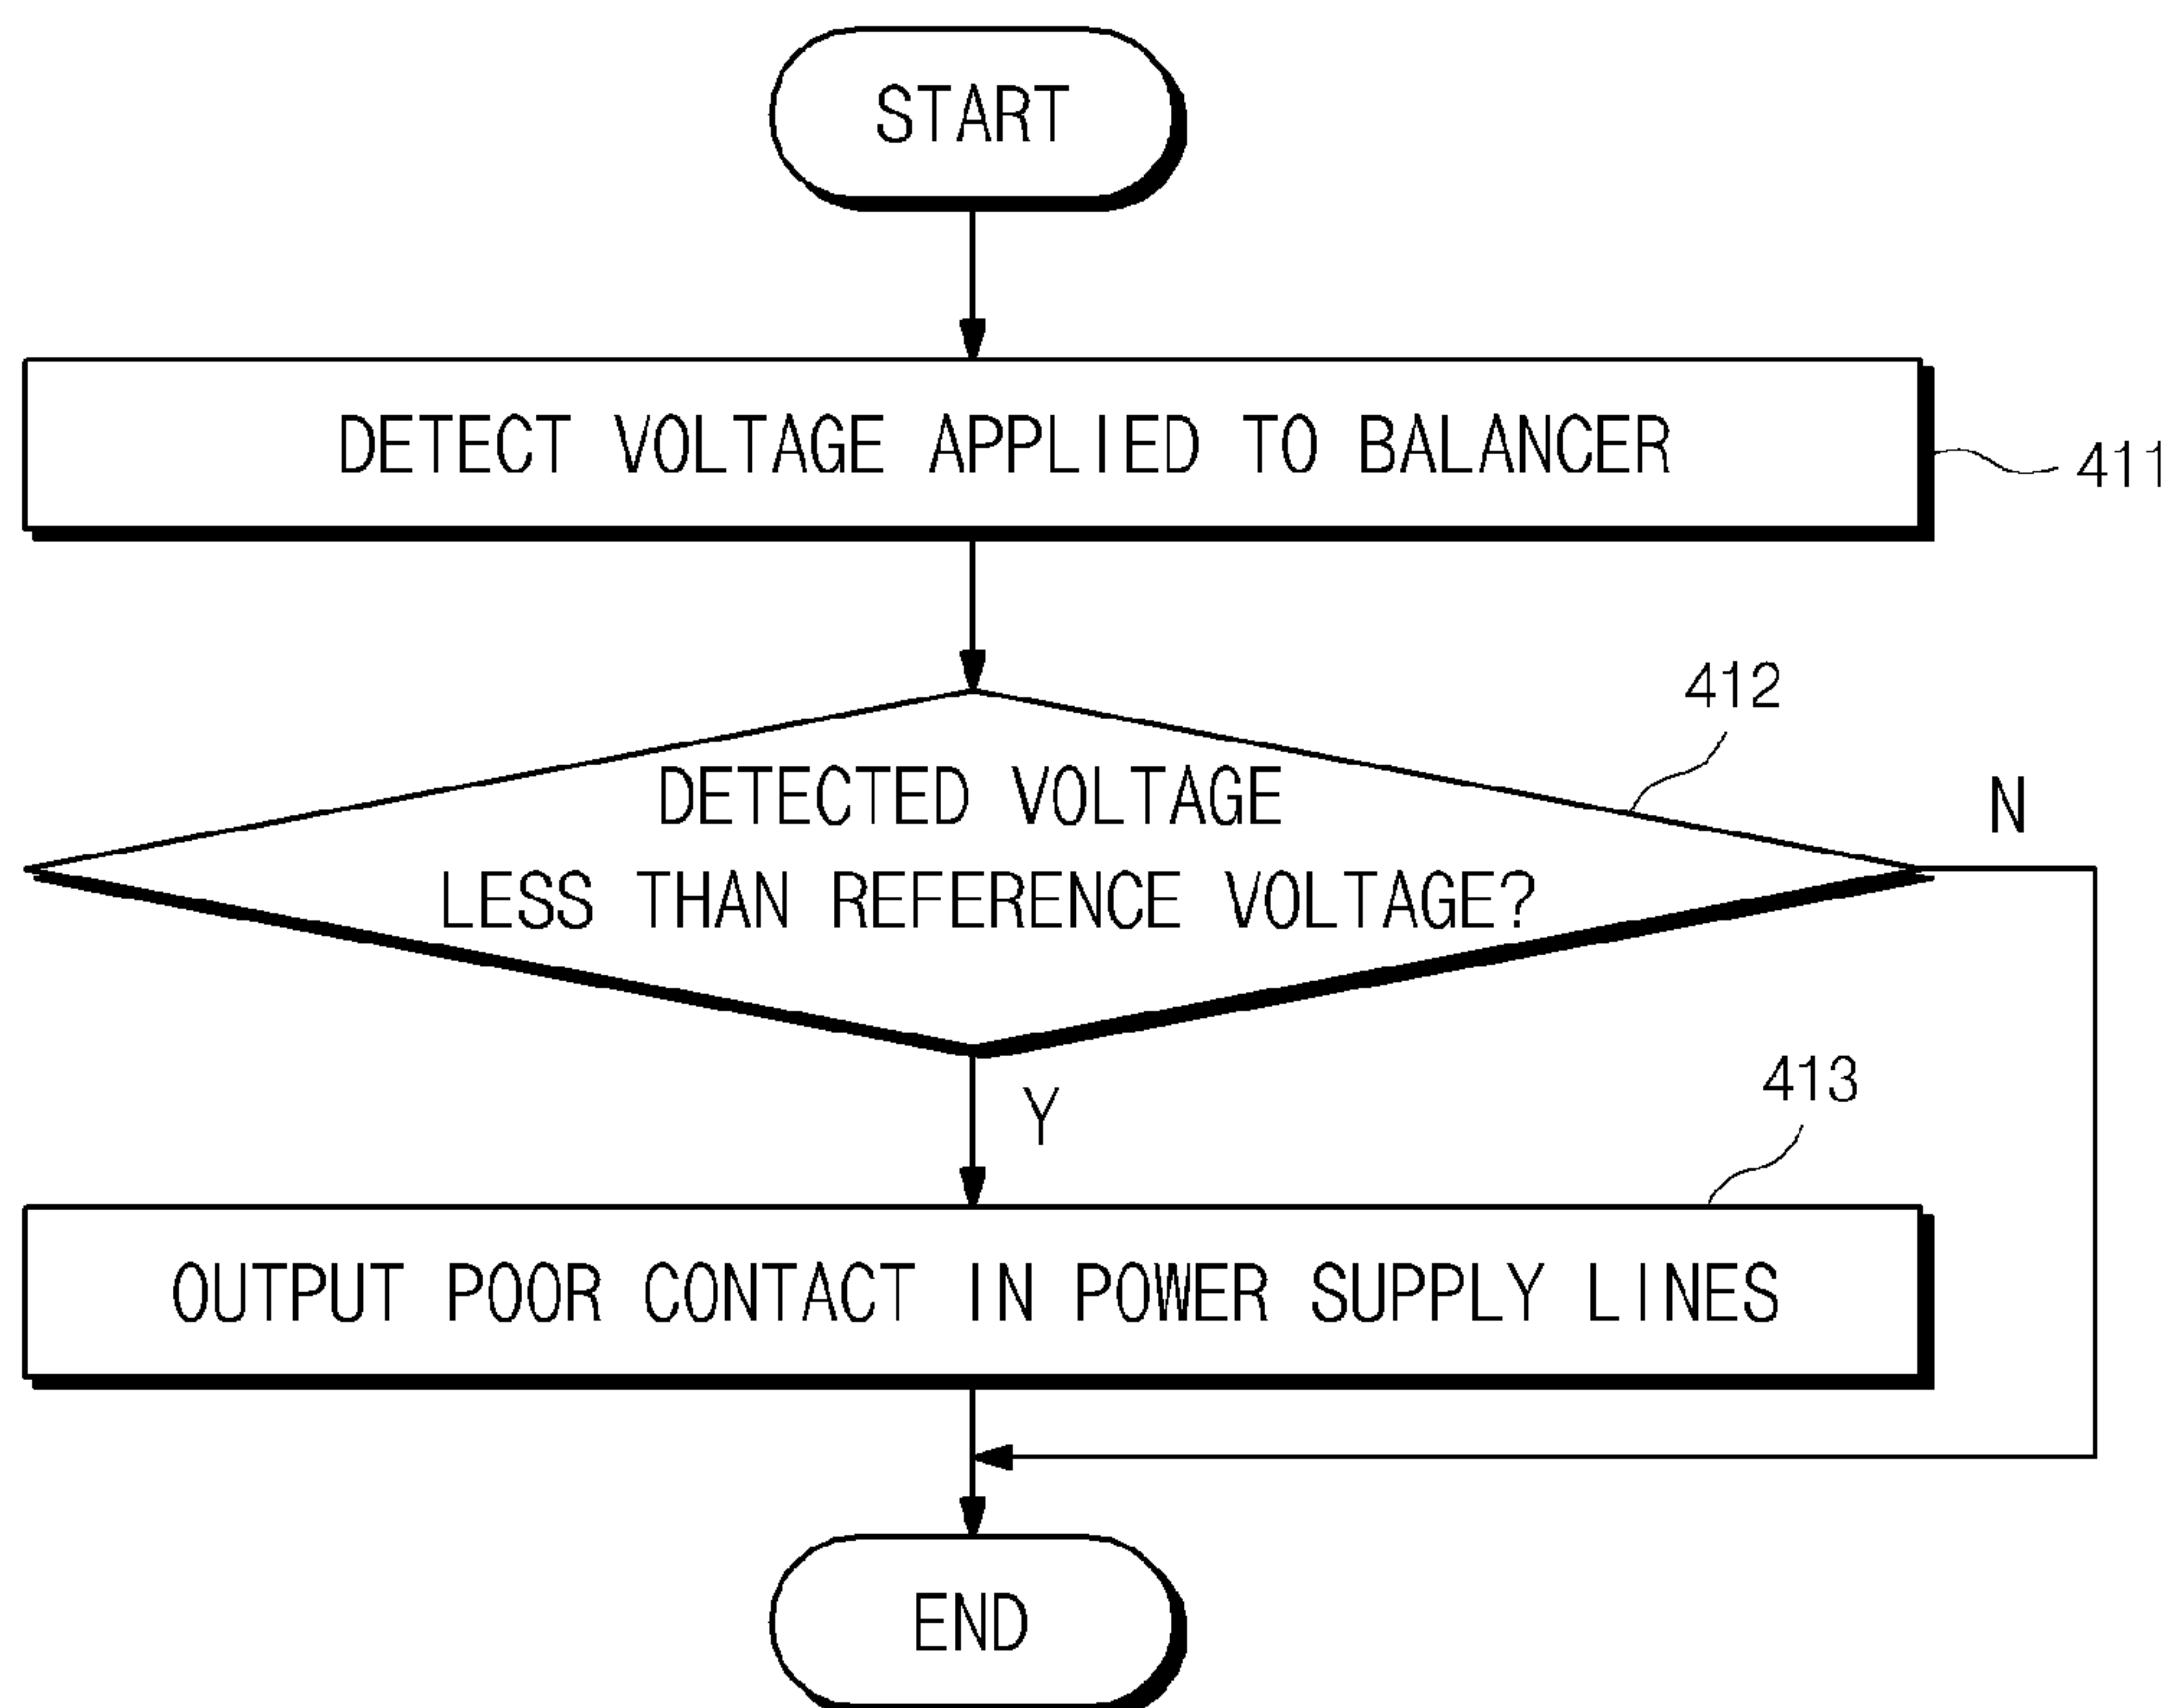 START
DETECT VOLTAGE APPLIED TO BALANCER
411
412
DETECTED VOLTAGE
LESS THAN REFERENCE VOLTAGE?
N
Y
413
OUTPUT POOR CONTACT IN POWER SUPPLY LINES
END